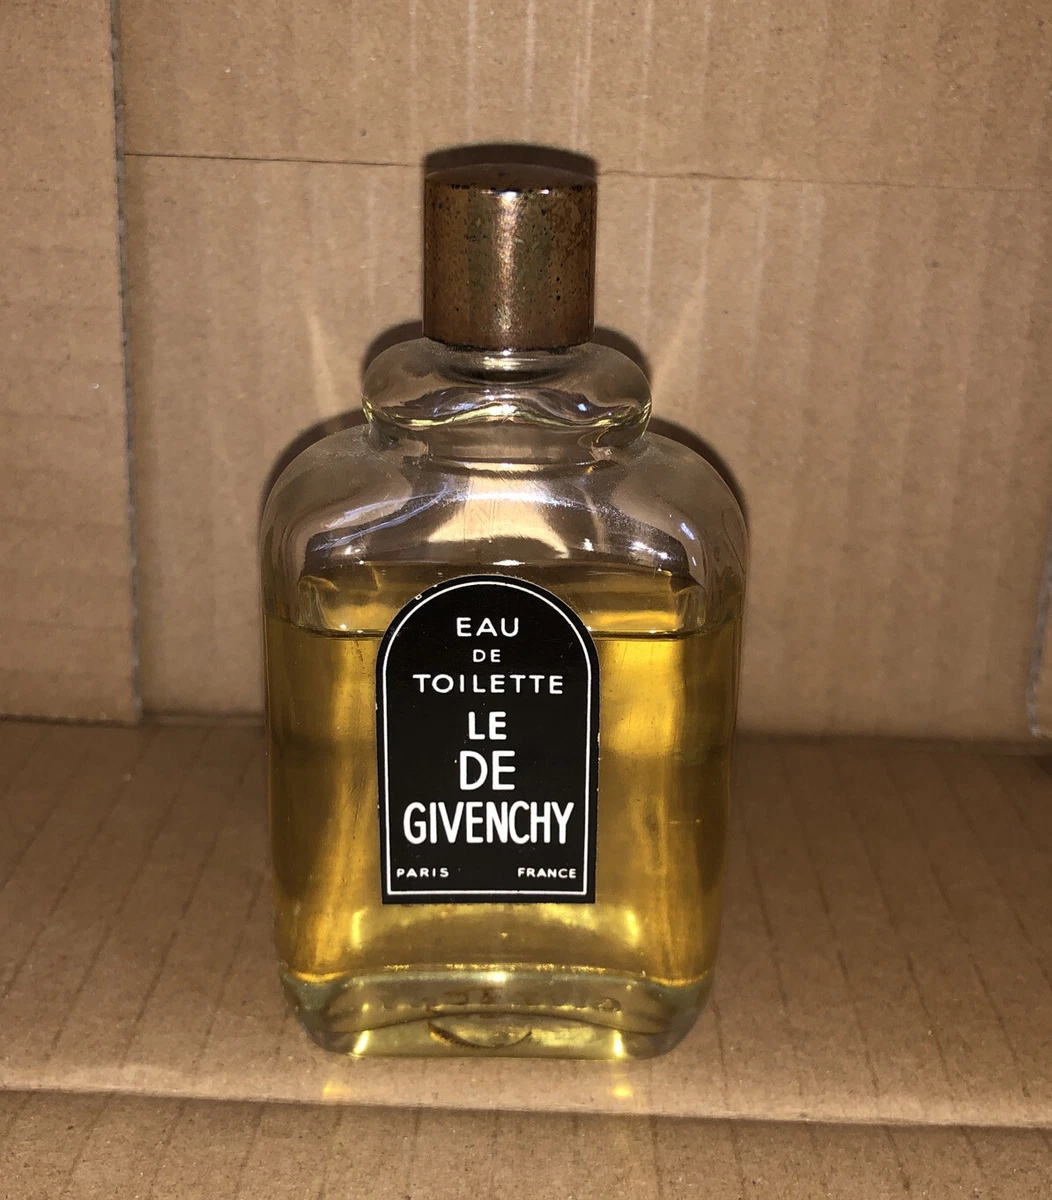 EAU
DE
TOILETTE
LE
DE
GIVENCHY
PARIS FRANCE